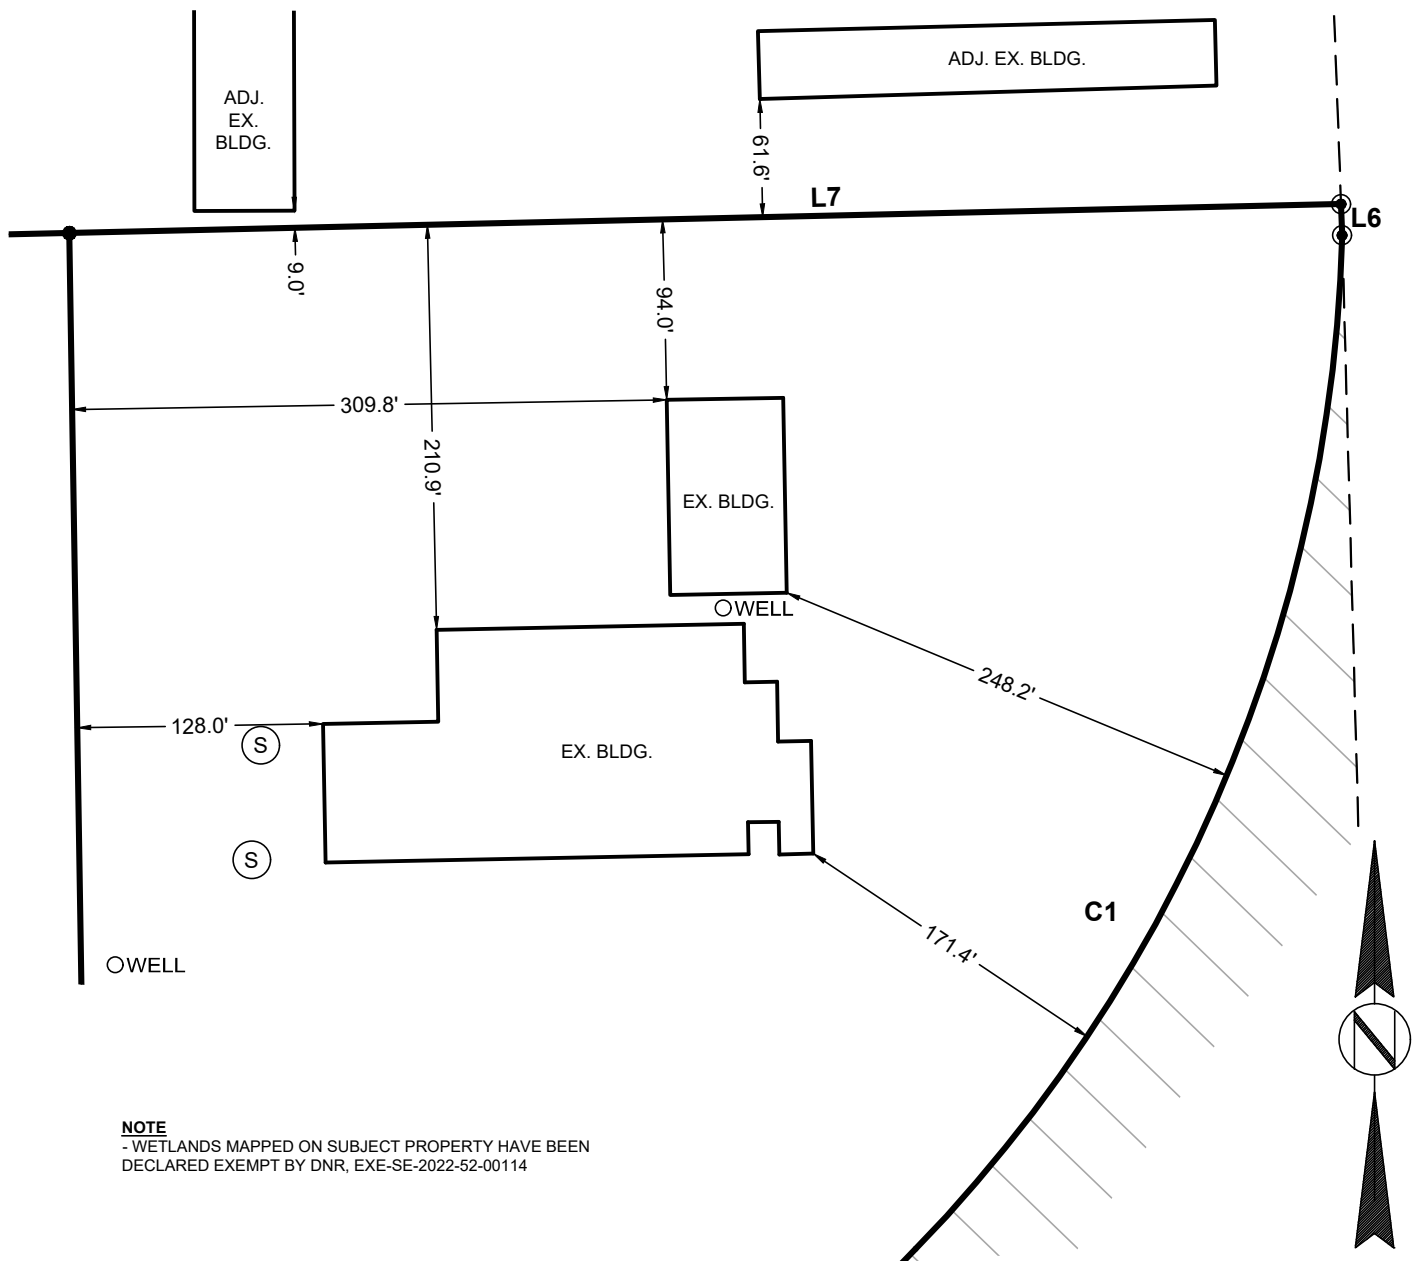 ADJ. EX. BLDG.
ADJ.
EX.
BLDG.
61.6'
L7
L6
9.0'
94.0'
309.8'
210.9'
EX. BLDG.
WELL
248.2'
128.0'
S
EX. BLDG.
S
C1
171.4'
WELL
N
NOTE
- WETLANDS MAPPED ON SUBJECT PROPERTY HAVE BEEN
DECLARED EXEMPT BY DNR, EXE-SE-2022-52-00114